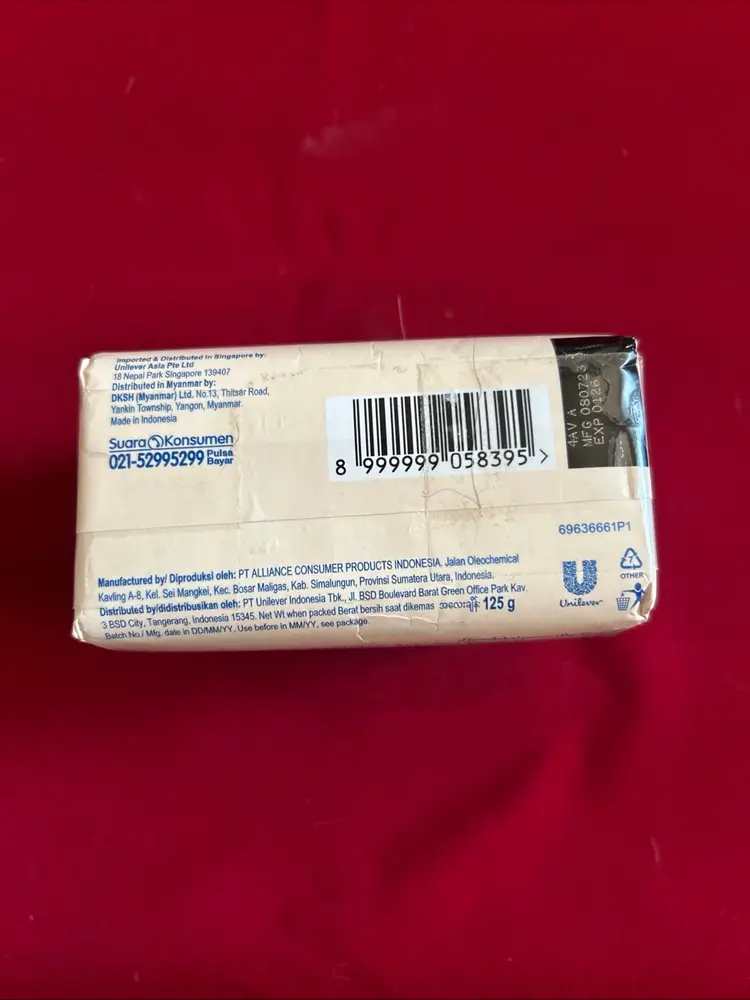 Imported & Distributed in Singapore by:
Unilever Asia Pte Ltd
18 Nepal Park Singapore 139407
Distributed in Myanmar by:
DKSH (Myanmar) Ltd. No.13, Thitsar Road,
Yankin Township, Yangon, Myanmar.
Made in Indonesia
Suara Konsumen
021-52995299 Pulsa Bayar
8 999999 058395 >
4AV A
MFG 080723
EXP 0126
69636661P1
Manufactured by/ Diproduksi oleh: PT ALLIANCE CONSUMER PRODUCTS INDONESIA. Jalan Oleochemical
Kavling A-8, Kel. Sei Mangkei, Kec. Bosar Maligas, Kab. Simalungun, Provinsi Sumatera Utara, Indonesia.
Distributed by/didistribusikan oleh: PT Unilever Indonesia Tbk., Jl. BSD Boulevard Barat Green Office Park Kav.
3 BSD City, Tangerang, Indonesia 15345. Net Wt when packed Berat bersih saat dikemas အလေးချိန် 125 g
Batch No./ Mfg. date in DD/MM/YY. Use before in MM/YY, see package.
Unilever
7
OTHER